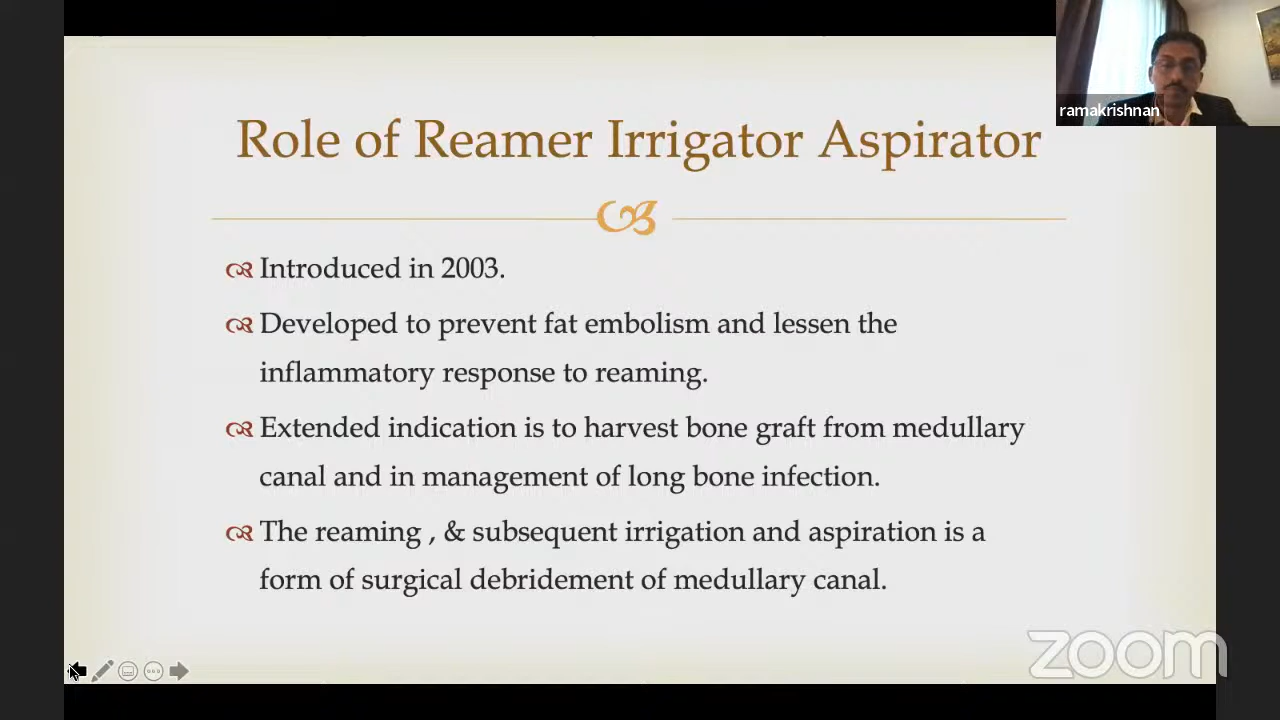 ramakrishnan
Role of Reamer Irrigator Aspirator
Introduced in 2003.
Developed to prevent fat embolism and lessen the
inflammatory response to reaming.
Extended indication is to harvest bone graft from medullary
canal and in management of long bone infection.
The reaming , & subsequent irrigation and aspiration is a
form of surgical debridement of medullary canal.
zoom